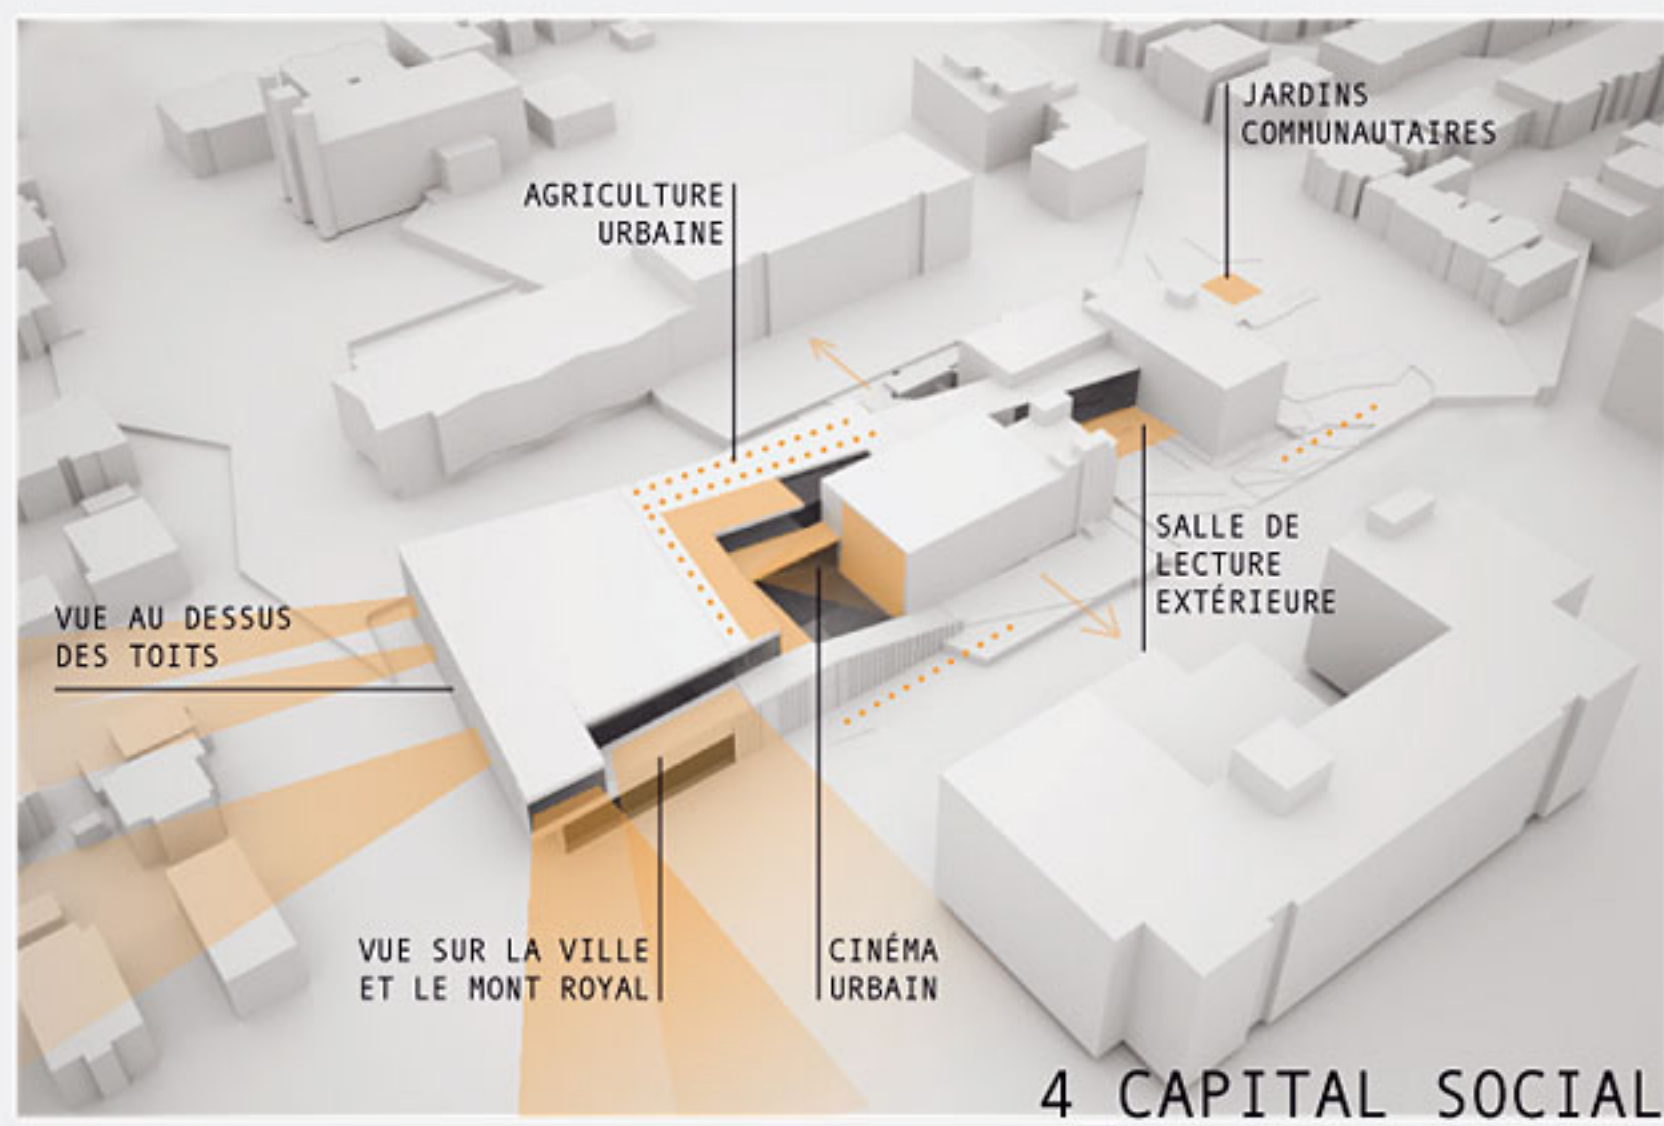 JARDINS
COMMUNAUTAIRES
AGRICULTURE
URBAINE
SALLE DE
LECTURE
EXTÉRIEURE
VUE AU DESSUS
DES TOITS
VUE SUR LA VILLE
ET LE MONT ROYAL
CINÉMA
URBAIN
4 CAPITAL SOCIAL